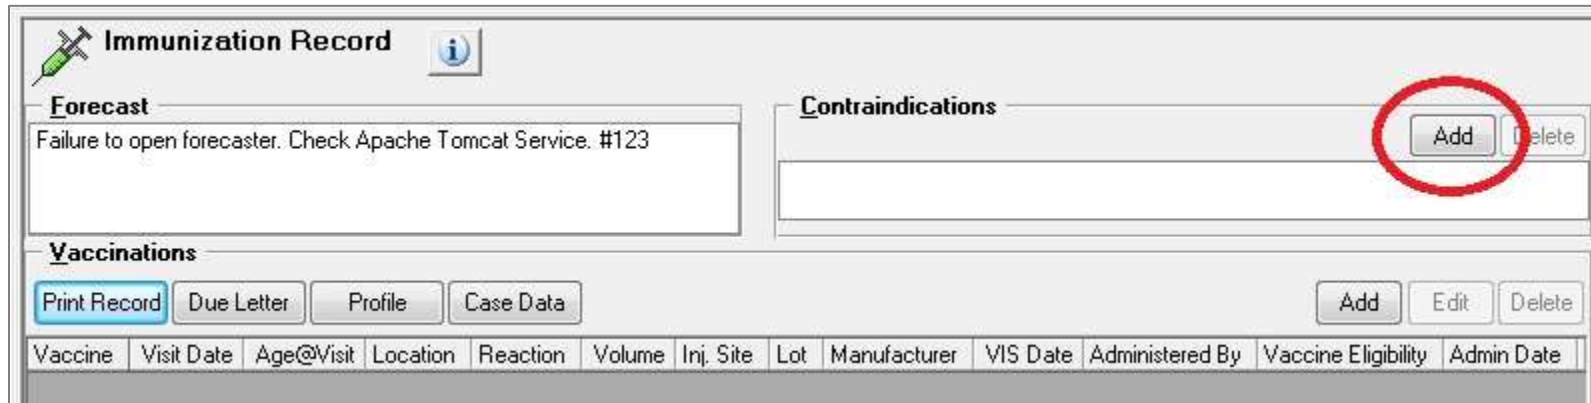 Immunization Record
i
Forecast
Failure to open forecaster. Check Apache Tomcat Service. #123
Contraindications
Add Delete
Vaccinations
Print Record Due Letter Profile Case Data Add Edit Delete
Vaccine Visit Date Age@Visit Location Reaction Volume Inj. Site Lot Manufacturer VIS Date Administered By Vaccine Eligibility Admin Date